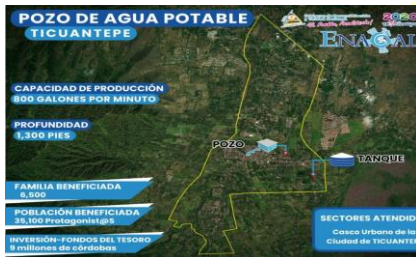 POZO DE AGUA POTABLE
TICUANTEPE
ENACAL
CAPACIDAD DE PRODUCCIÓN
800 GALONES POR MINUTO
PROFUNDIDAD
1,300 PIES
POZO
TANQUE
FAMILIA BENEFICIADA
6,500
POBLACIÓN BENEFICIADA
35,100 Protagonist@S
INVERSIÓN-FONDOS DEL TESORO
9 millones de córdobas
SECTORES ATENDID
Casco Urbano de la
Ciudad de TICUANTEP